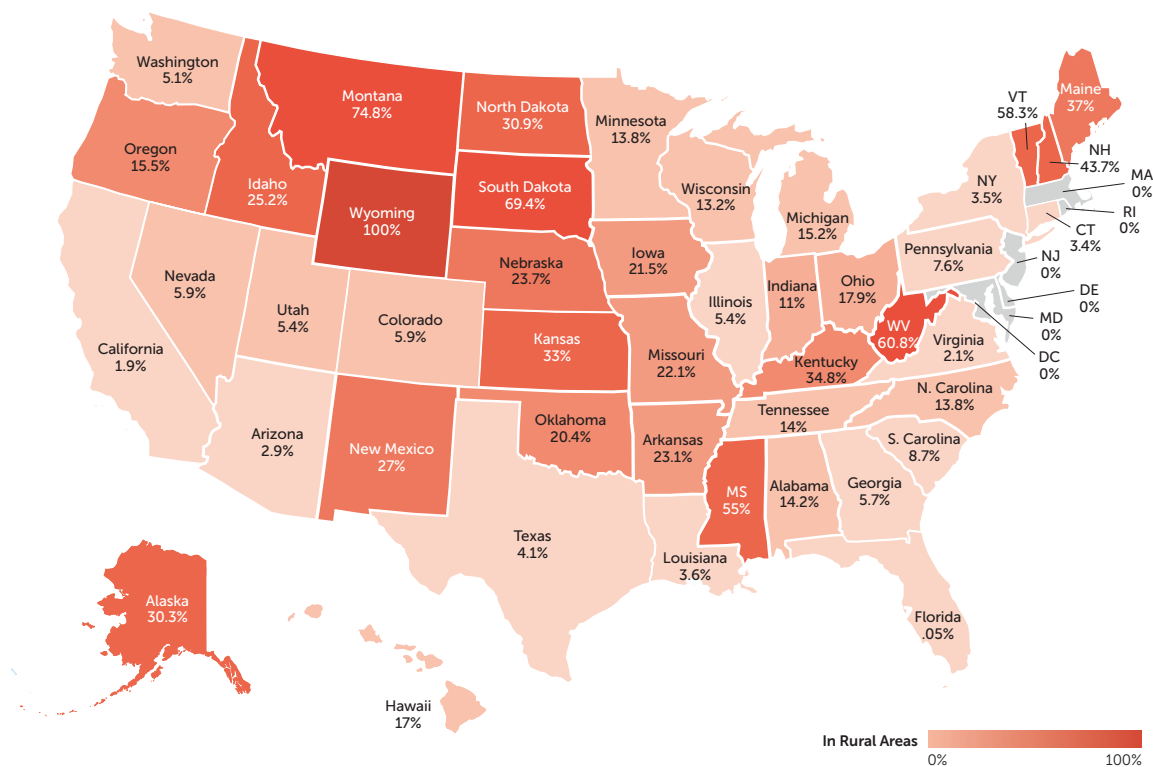 Washington
5.1%
Montana
74.8%
North Dakota
30.9%
Minnesota
13.8%
VT
58.3%
Maine
37%
NH
43.7%
MA
0%
RI
0%
CT
3.4%
NY
3.5%
Oregon
15.5%
Idaho
25.2%
Wyoming
100%
South Dakota
69.4%
Wisconsin
13.2%
Michigan
15.2%
Pennsylvania
7.6%
NJ
0%
DE
0%
MD
0%
DC
0%
Nevada
5.9%
Utah
5.4%
Colorado
5.9%
Nebraska
23.7%
Iowa
21.5%
Illinois
5.4%
Indiana
11%
Ohio
17.9%
WV
60.8%
Virginia
2.1%
California
1.9%
Kansas
33%
Missouri
22.1%
Kentucky
34.8%
N. Carolina
13.8%
Tennessee
14%
S. Carolina
8.7%
Arizona
2.9%
New Mexico
27%
Oklahoma
20.4%
Arkansas
23.1%
MS
55%
Alabama
14.2%
Georgia
5.7%
Texas
4.1%
Louisiana
3.6%
Florida
.05%
Alaska
30.3%
Hawaii
17%
In Rural Areas
0% 100%